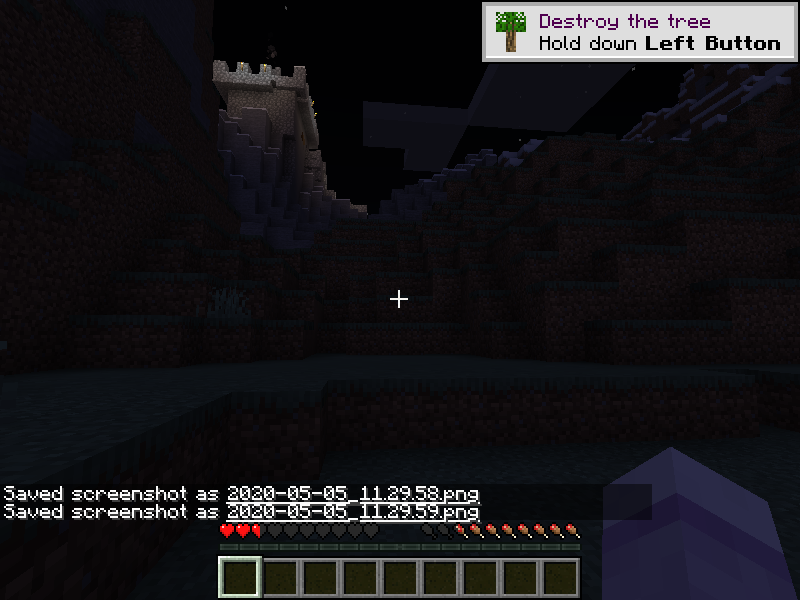 Destroy the tree
Hold down Left Button
Saved screenshot as 2020-05-05_11.29.58.png
Saved screenshot as 2020-05-05_11.29.59.png